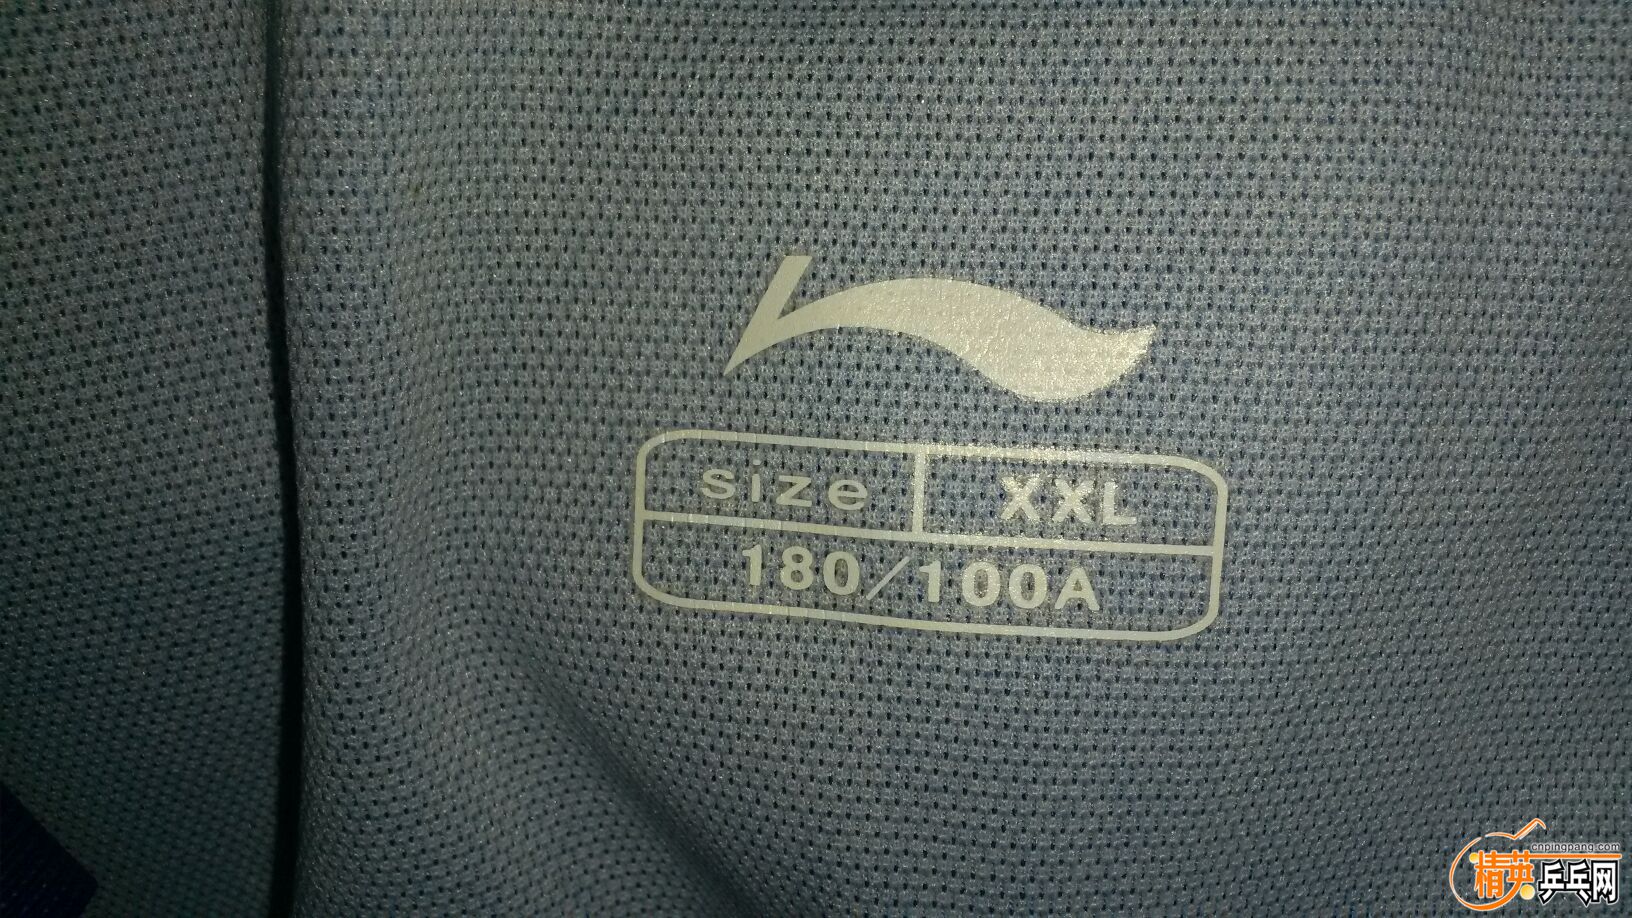 size XXL
180/100A
cnpingpang.com
精英乒乓网